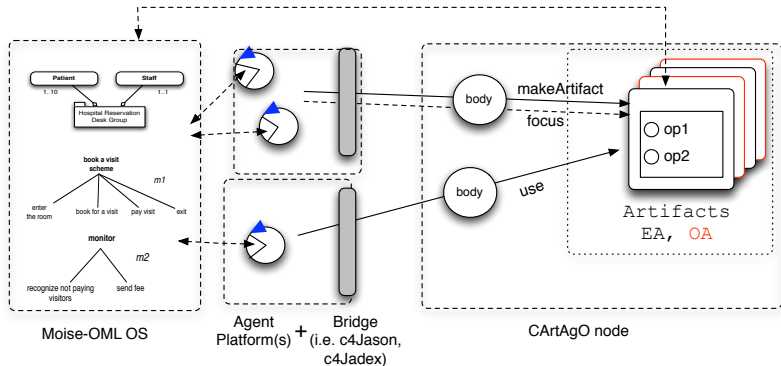 Patient
Staff
1..10
1..1
Hospital Reservation
Desk Group
book a visit
scheme
m1
enter
the room
book for a visit
pay visit
exit
monitor
m2
recognize not paying
visitors
send fee
Moise-OML OS
Agent
Platform(s)
+
Bridge
(i.e. c4Jason,
c4Jadex)
body
makeArtifact
focus
body
use
op1
op2
Artifacts
EA, OA
CArtAgO node